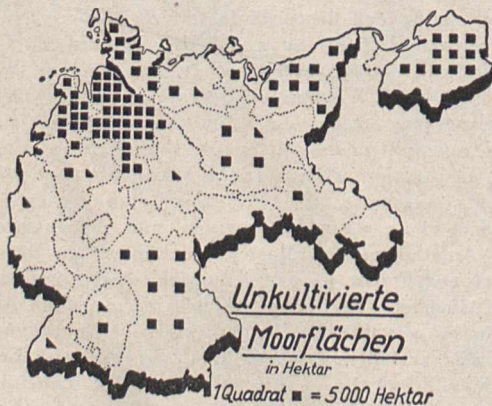 Unkultivierte
Moorflächen
in Hektar
1 Quadrat ■ = 5000 Hektar